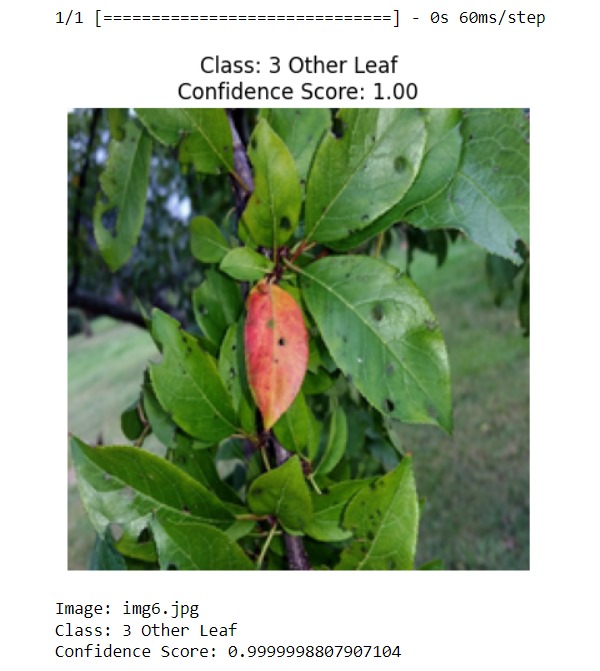 1/1 [==============================] - 0s 60ms/step
Class: 3 Other Leaf
Confidence Score: 1.00
Image: img6.jpg
Class: 3 Other Leaf
Confidence Score: 0.9999998807907104